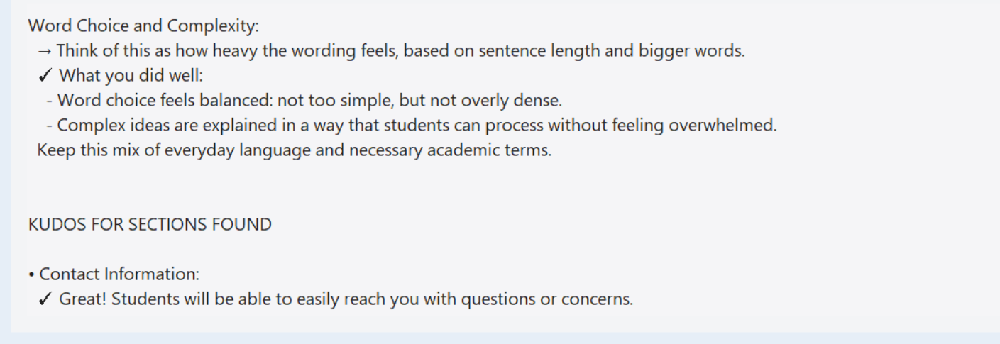 Word Choice and Complexity:
→ Think of this as how heavy the wording feels, based on sentence length and bigger words.
✓ What you did well:
- Word choice feels balanced: not too simple, but not overly dense.
- Complex ideas are explained in a way that students can process without feeling overwhelmed.
Keep this mix of everyday language and necessary academic terms.
KUDOS FOR SECTIONS FOUND
• Contact Information:
✓ Great! Students will be able to easily reach you with questions or concerns.